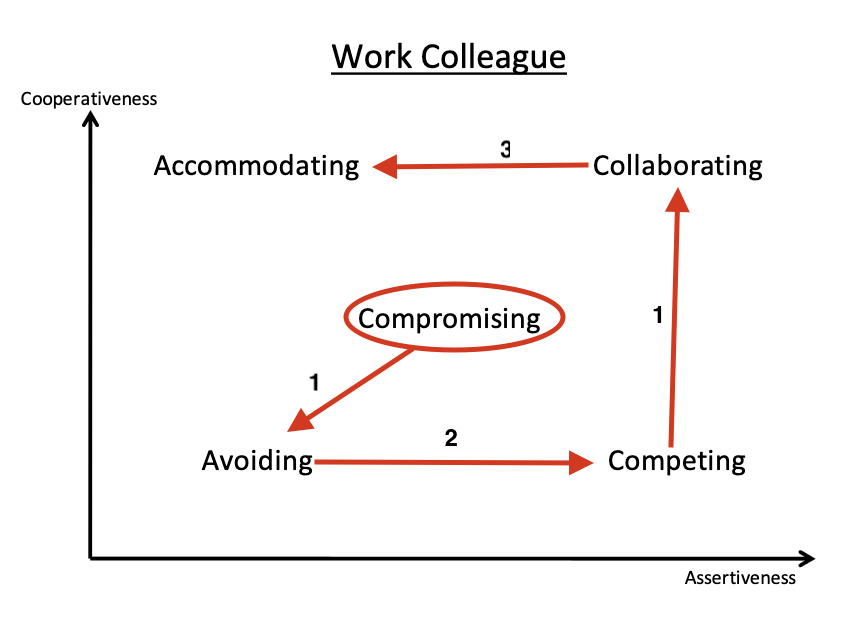 Work Colleague
Cooperativeness
Accommodating
3
Collaborating
Compromising
1
1
2
Avoiding
Competing
Assertiveness